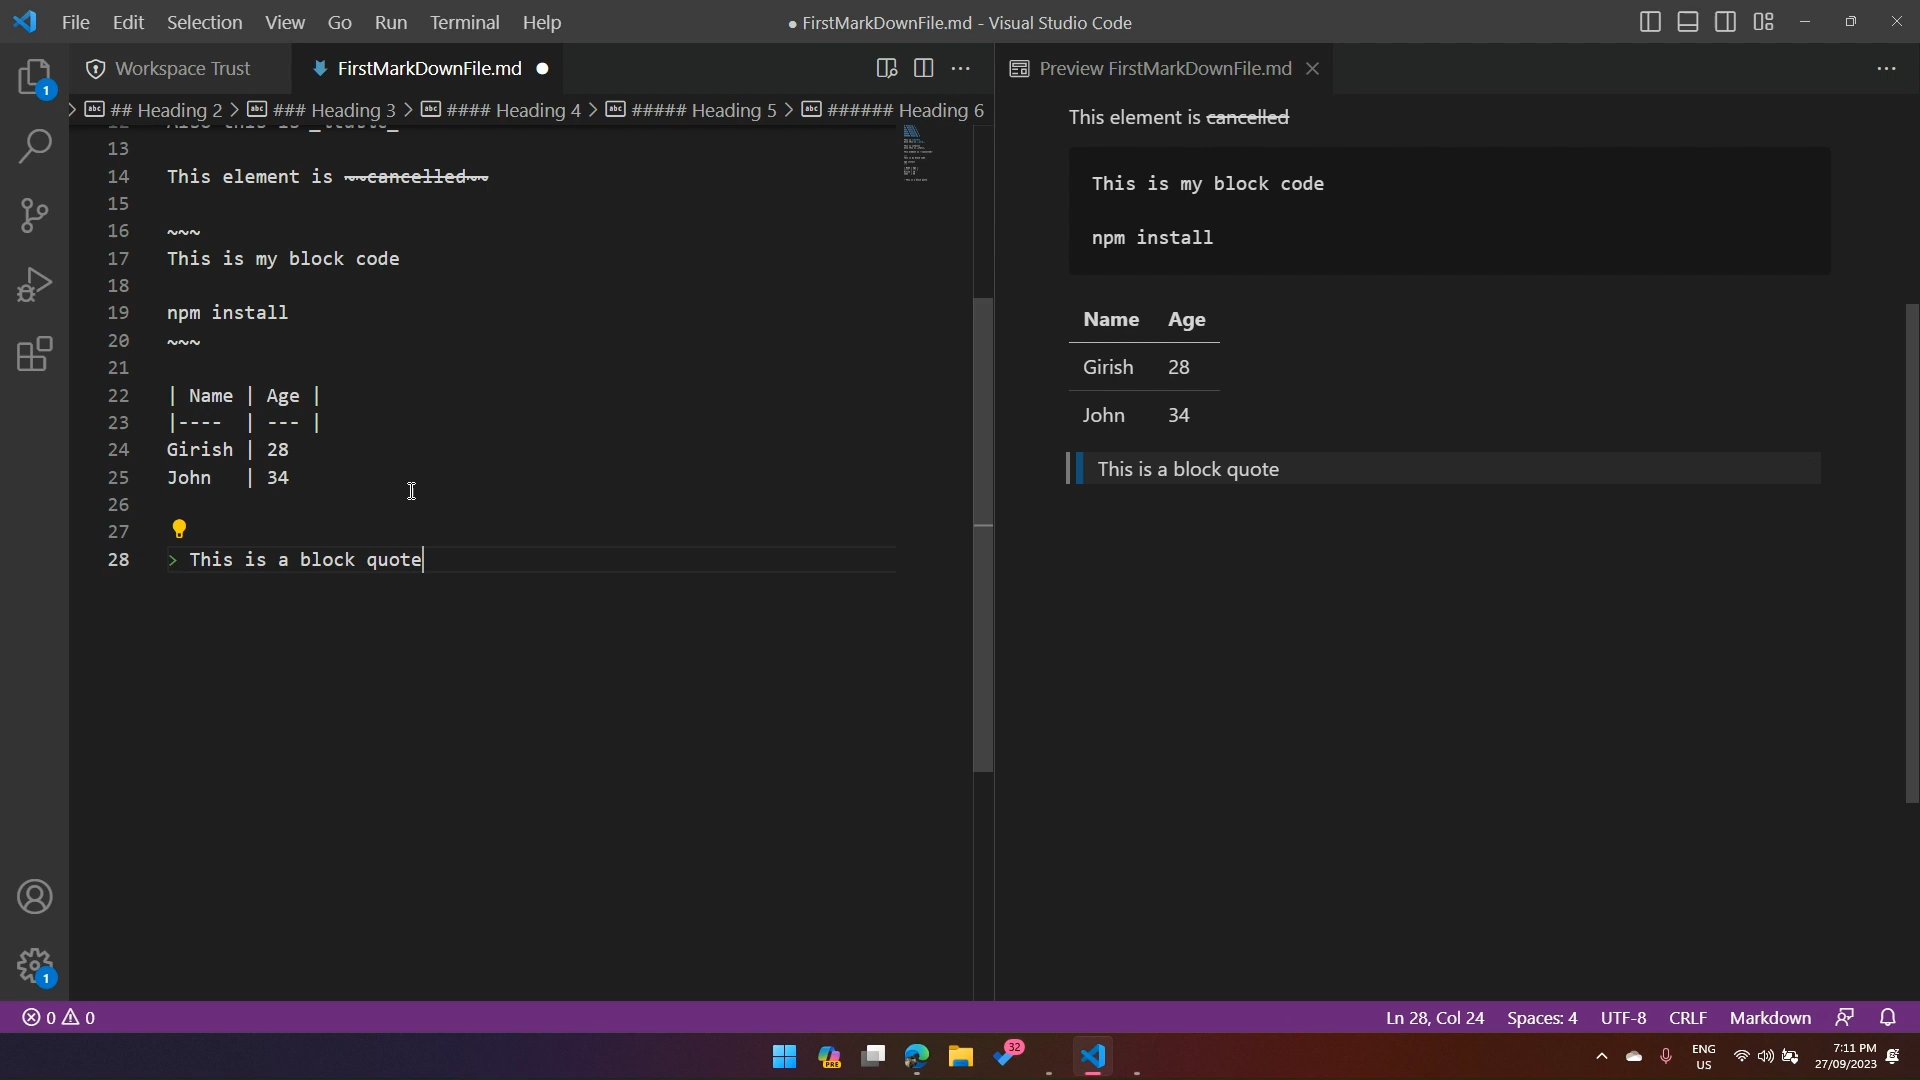 File Edit Selection View Go Run Terminal Help
● FirstMarkDownFile.md - Visual Studio Code
Workspace Trust
FirstMarkDownFile.md ●
Preview FirstMarkDownFile.md
> ## Heading 2 > ### Heading 3 > #### Heading 4 > ##### Heading 5 > ###### Heading 6
13
14 This element is ~~cancelled~~
15
16 ~~~
17 This is my block code
18
19 npm install
20 ~~~
21
22 | Name | Age |
23 |---- | --- |
24 Girish | 28
25 John | 34
26
27
28 > This is a block quote
This element is cancelled
This is my block code
npm install
Name Age
Girish 28
John 34
This is a block quote
1
1
0 0
Ln 28, Col 24 Spaces: 4 UTF-8 CRLF Markdown
PRE
32
ENG
US
7:11 PM
27/09/2023